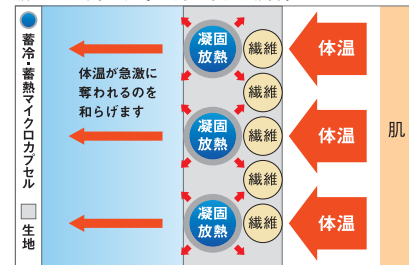 蓄冷・蓄熱マイクロカプセル
生地
体温が急激に
奪われるのを
和らげます
凝固
放熱
凝固
放熱
凝固
放熱
繊維
繊維
繊維
繊維
繊維
体温
体温
体温
肌